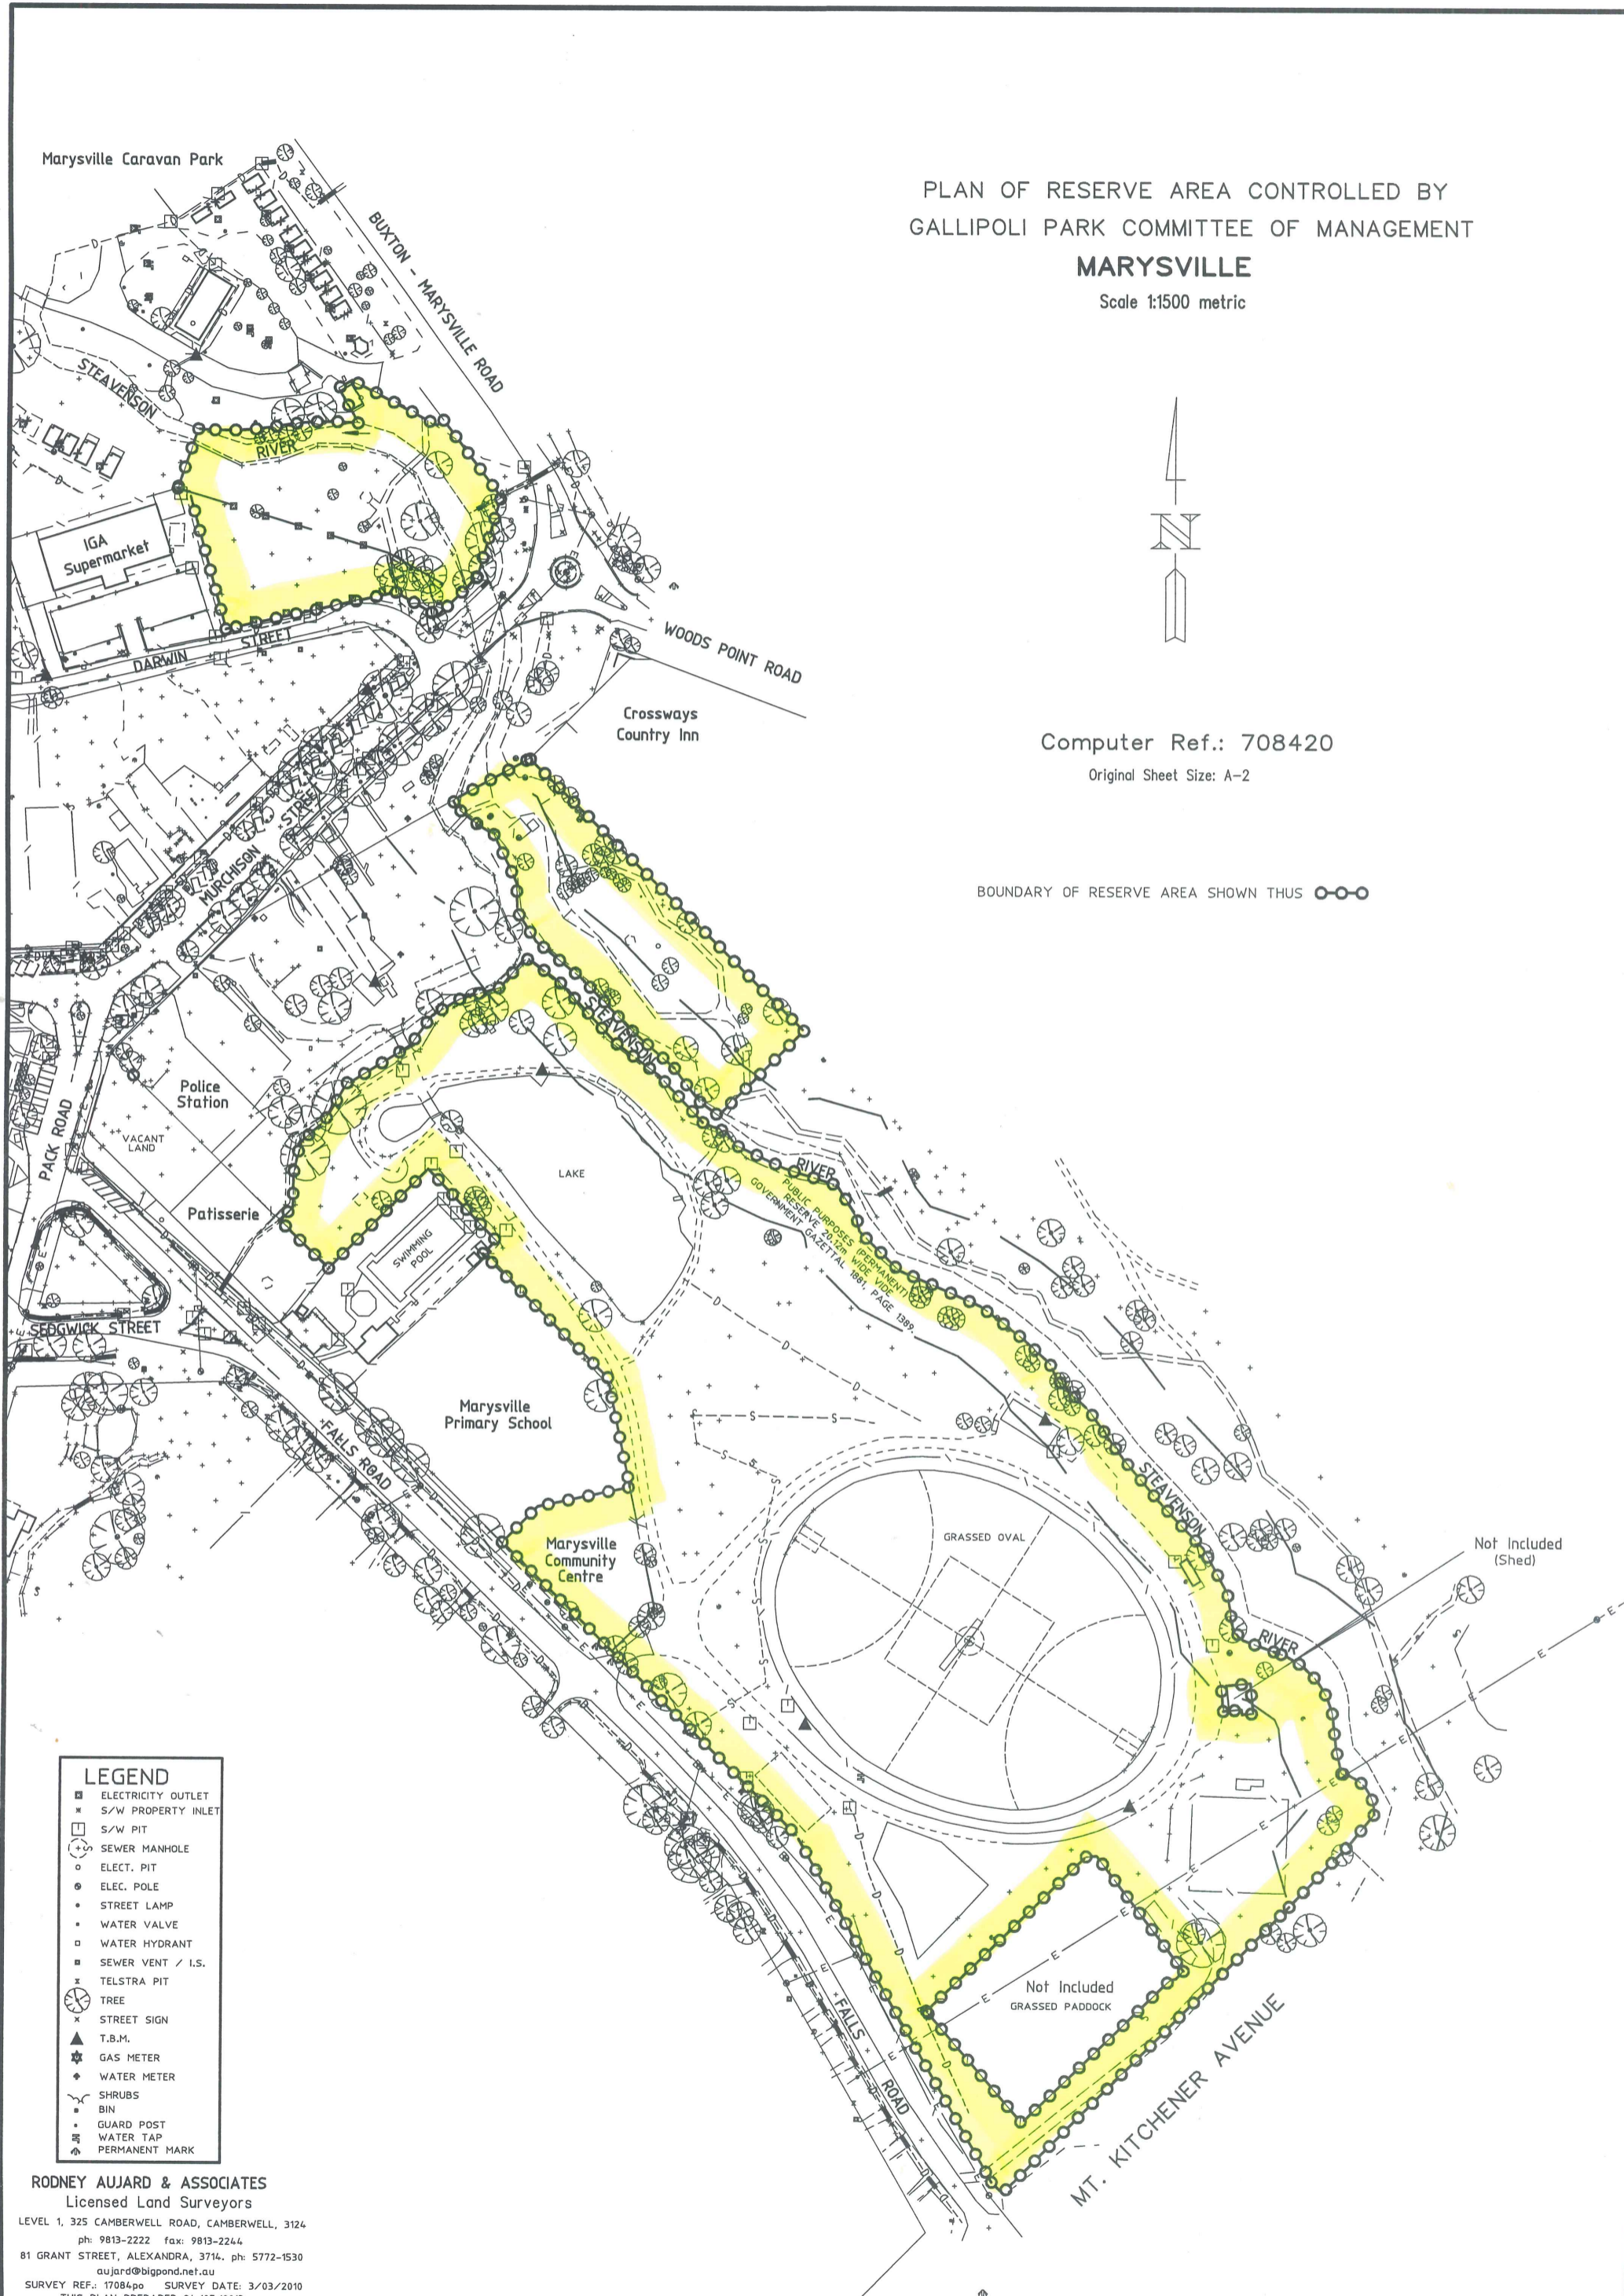 PLAN OF RESERVE AREA CONTROLLED BY
GALLIPOLI PARK COMMITTEE OF MANAGEMENT
MARYSVILLE
Scale 1:1500 metric
N
Computer Ref.: 708420
Original Sheet Size: A-2
BOUNDARY OF RESERVE AREA SHOWN THUS
Marysville Caravan Park
BUXTON - MARYSVILLE ROAD
STEAVENSON
RIVER
IGA
Supermarket
DARWIN
STREET
WOODS POINT ROAD
Crossways
Country Inn
MURCHISON
STREET
STEAVENSON
Police
Station
PACK ROAD
VACANT
LAND
Patisserie
LAKE
RIVER
PUBLIC PURPOSES (PERMANENT)
RESERVE 20.12m WIDE VIDE
GOVERNMENT GAZETTAL 1881, PAGE 1389.
SWIMMING
POOL
SEDGWICK STREET
Marysville
Primary School
FALLS
ROAD
STEAVENSON
GRASSED OVAL
Not Included
(Shed)
Marysville
Community
Centre
RIVER
Not Included
GRASSED PADDOCK
FALLS
ROAD
MT. KITCHENER AVENUE
LEGEND
ELECTRICITY OUTLET
S/W PROPERTY INLET
S/W PIT
SEWER MANHOLE
ELECT. PIT
ELEC. POLE
STREET LAMP
WATER VALVE
WATER HYDRANT
SEWER VENT / I.S.
TELSTRA PIT
TREE
STREET SIGN
T.B.M.
GAS METER
WATER METER
SHRUBS
BIN
GUARD POST
WATER TAP
PERMANENT MARK
RODNEY AUJARD & ASSOCIATES
Licensed Land Surveyors
LEVEL 1, 325 CAMBERWELL ROAD, CAMBERWELL, 3124
ph: 9813-2222 fax: 9813-2244
81 GRANT STREET, ALEXANDRA, 3714. ph: 5772-1530
aujard@bigpond.net.au
SURVEY REF.: 17084po SURVEY DATE: 3/03/2010